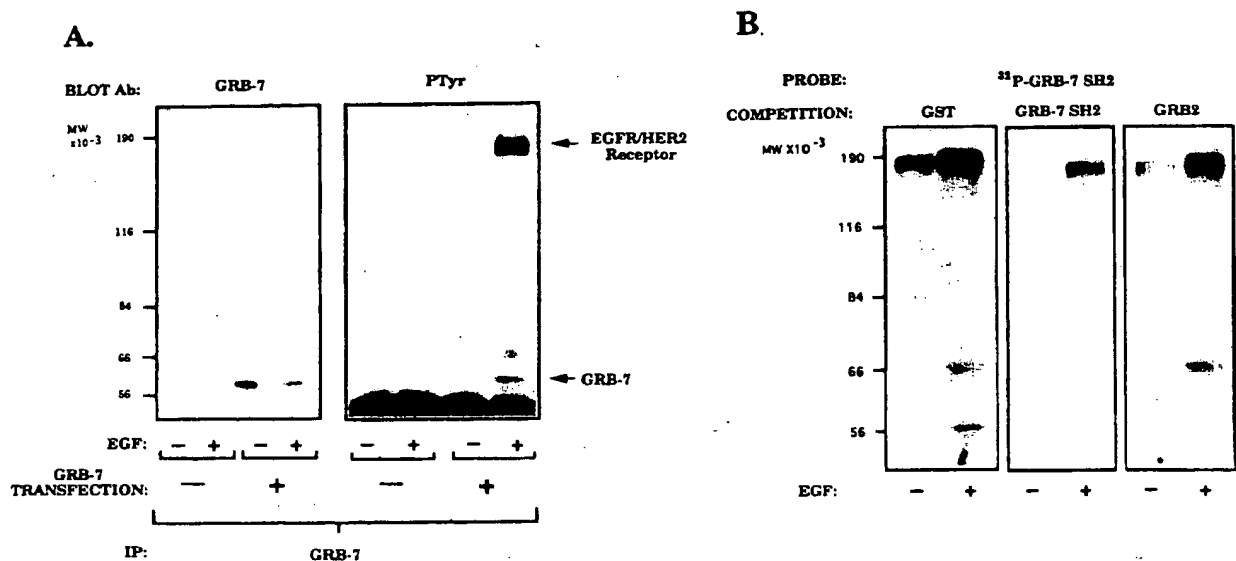 A.
BLOT Ab: GRB-7 PTyr
MW
x10⁻³
190
116
84
66
56
EGFR/HER2
Receptor
GRB-7
EGF: − + − + − + − +
GRB-7
TRANSFECTION: — + — +
IP: GRB-7
B.
PROBE: ³²P-GRB-7 SH2
COMPETITION: GST GRB-7 SH2 GRB2
MW X10⁻³
190
116
84
66
56
EGF: − + − + − +